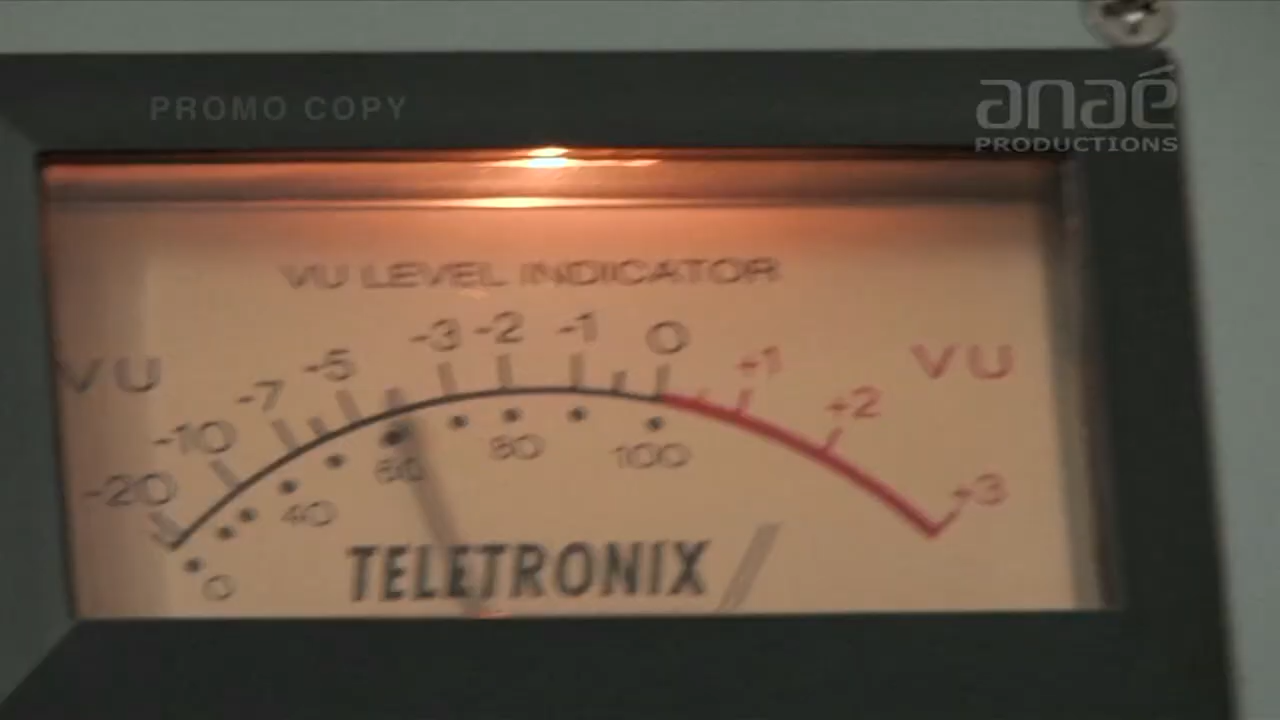 PROMO COPY
anaé
PRODUCTIONS
VU LEVEL INDICATOR
VU -20 -10 -7 -5 -3 -2 -1 0 +1 +2 +3 VU
0 40 60 80 100
TELETRONIX